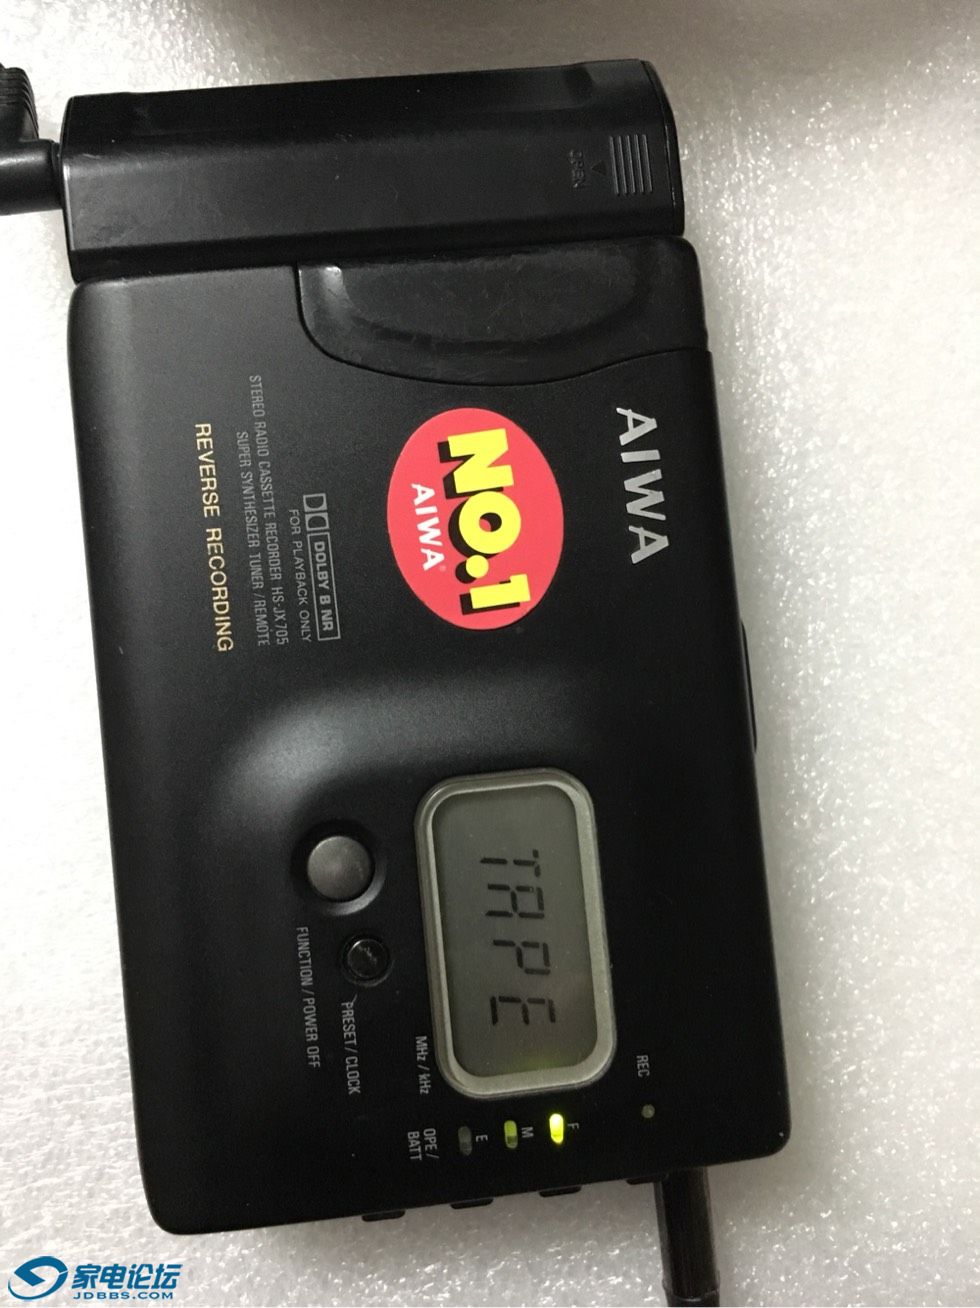 OPEN
AIWA
NO.1
AIWA®
DOLBY B NR
FOR PLAYBACK ONLY
STEREO RADIO CASSETTE RECORDER HS-JX705
SUPER SYNTHESIZER TUNER/REMOTE
REVERSE RECORDING
TAPE
REC
F
M
E
OPE/
BATT
MHz / kHz
PRESET/CLOCK
FUNCTION/POWER OFF
家电论坛
JDBBS.COM